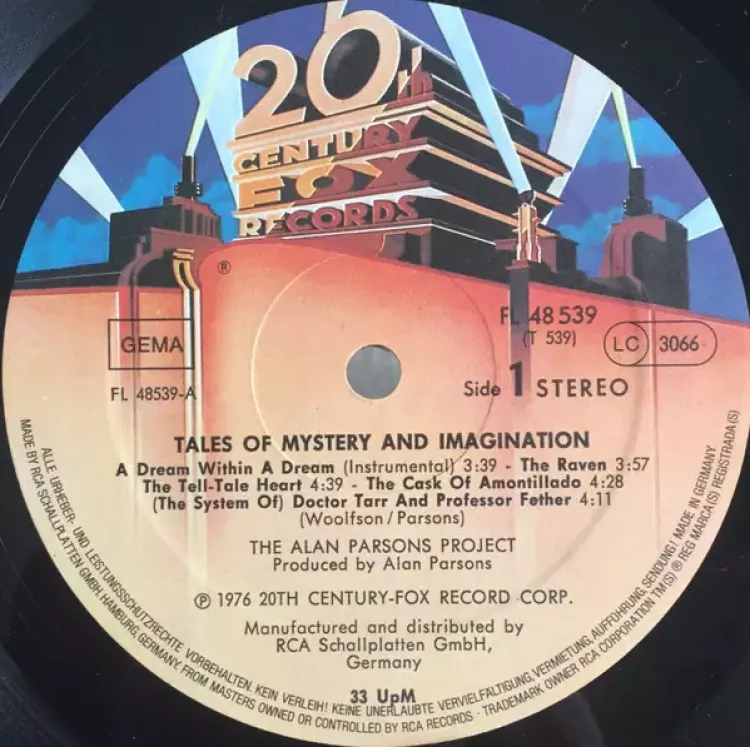 20th
CENTURY
FOX
RECORDS
®
GEMA
FL 48539-A
FL 48 539
(T 539)
LC 3066
Side 1 STEREO
TALES OF MYSTERY AND IMAGINATION
A Dream Within A Dream (Instrumental) 3:39 - The Raven 3:57
The Tell-Tale Heart 4:39 - The Cask Of Amontillado 4:28
(The System Of) Doctor Tarr And Professor Fether 4:11
(Woolfson/Parsons)
THE ALAN PARSONS PROJECT
Produced by Alan Parsons
℗ 1976 20TH CENTURY-FOX RECORD CORP.
Manufactured and distributed by
RCA Schallplatten GmbH,
Germany
33 UpM
ALLE URHEBER- UND LEISTUNGSSCHUTZRECHTE VORBEHALTEN. KEIN VERLEIH! KEINE UNERLAUBTE VERVIELFÄLTIGUNG, VERMIETUNG, AUFFÜHRUNG, SENDUNG! MADE IN GERMANY
MADE BY RCA SCHALLPLATTEN GMBH, HAMBURG, GERMANY, FROM MASTERS OWNED OR CONTROLLED BY RCA RECORDS - TRADEMARK OWNER RCA CORPORATION TM(S) ® REG MARCA(S) REGISTRADA(S)